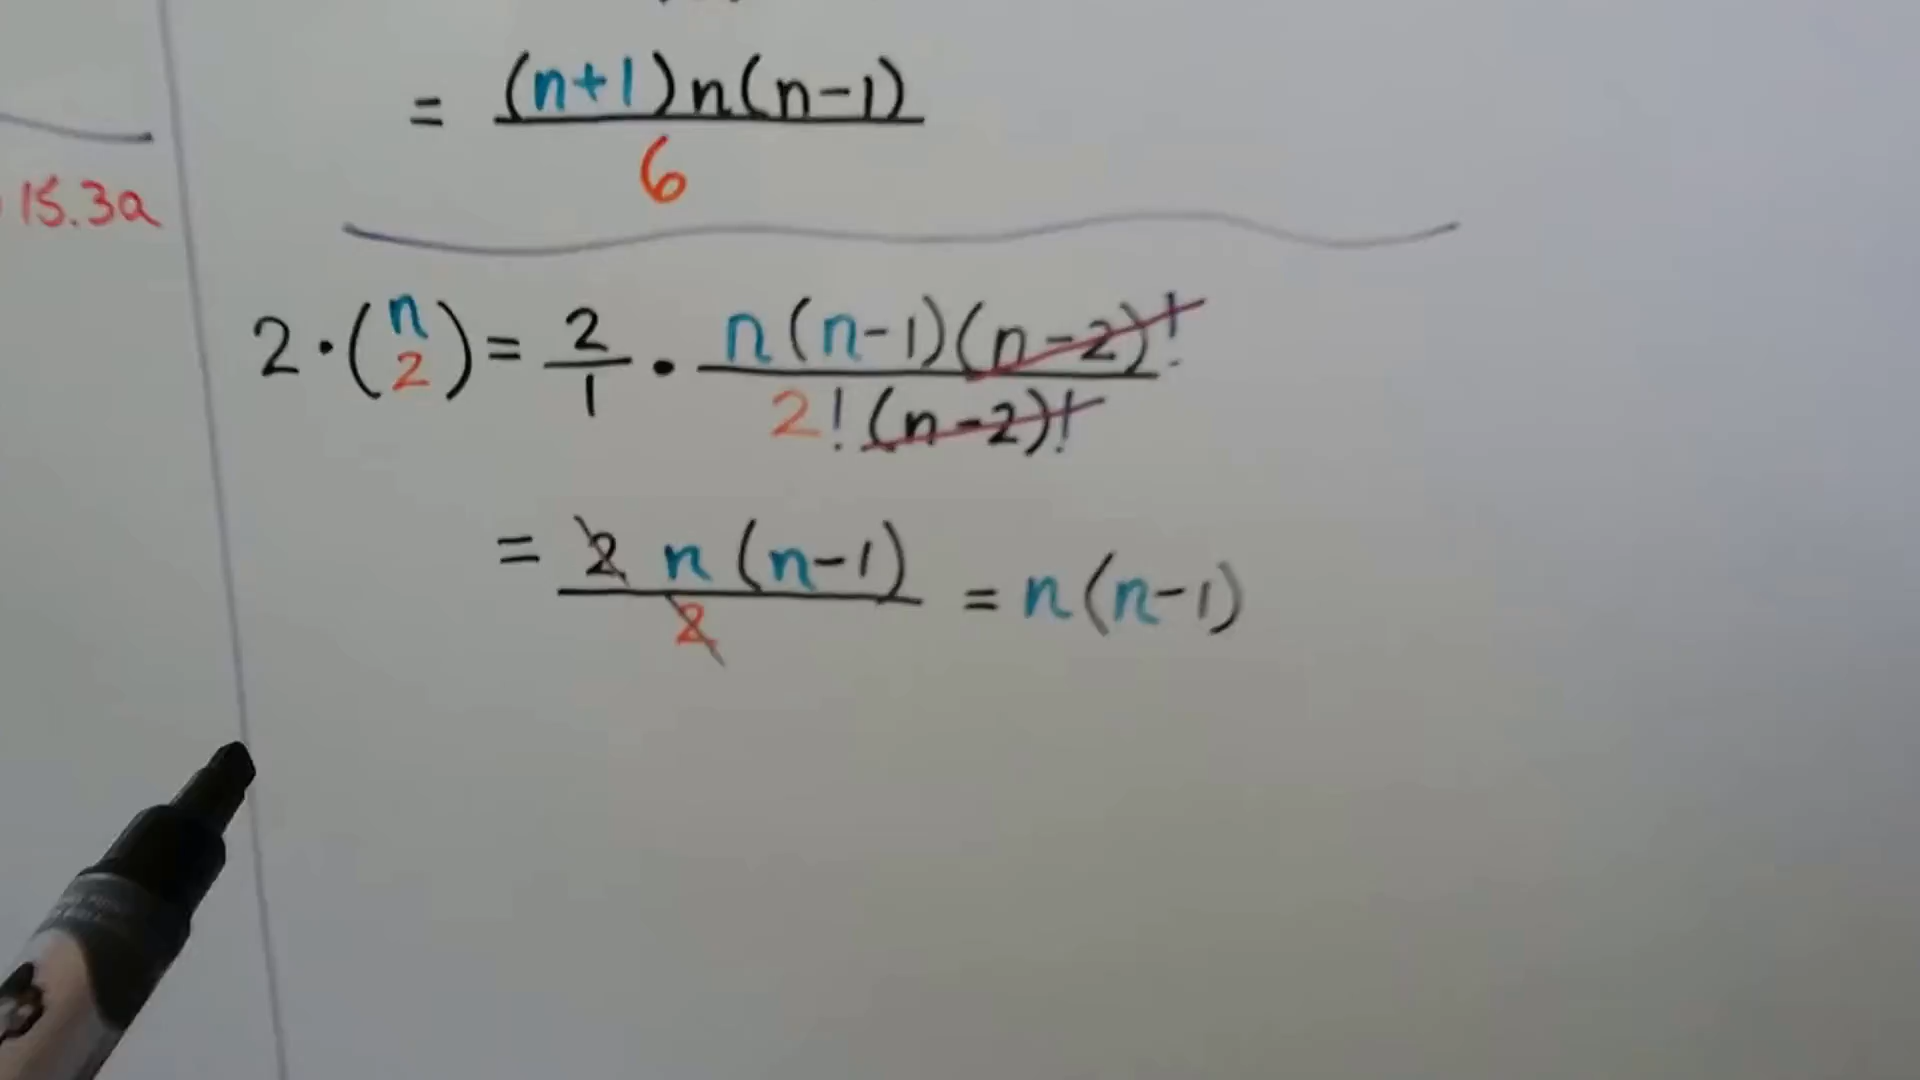 = (n+1)n(n-1) / 6
15.3a
2·(n 2) = 2/1 · n(n-1)(n-2)! / 2!(n-2)!
= 2 n(n-1) / 2 = n(n-1)